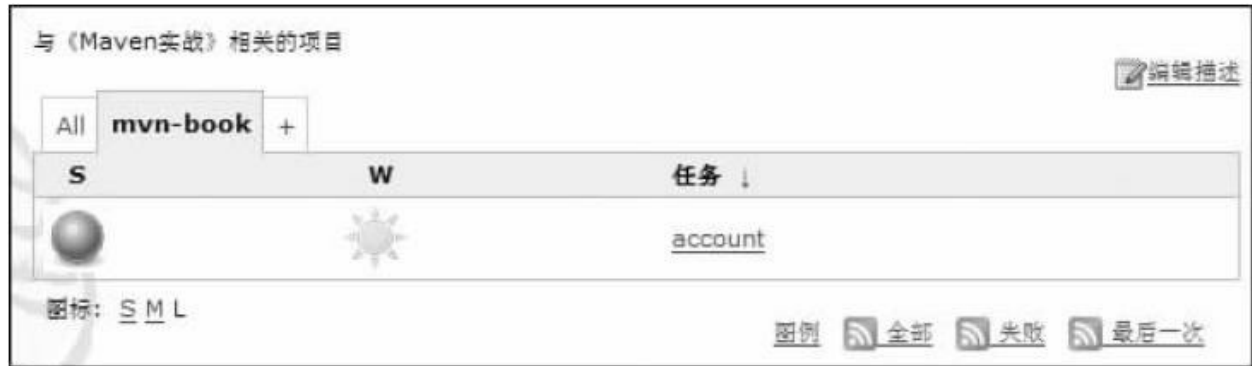 与《Maven实战》相关的项目
编辑描述
All mvn-book +
S W 任务 ↓
account
图标: S M L
图例 全部 失败 最后一次